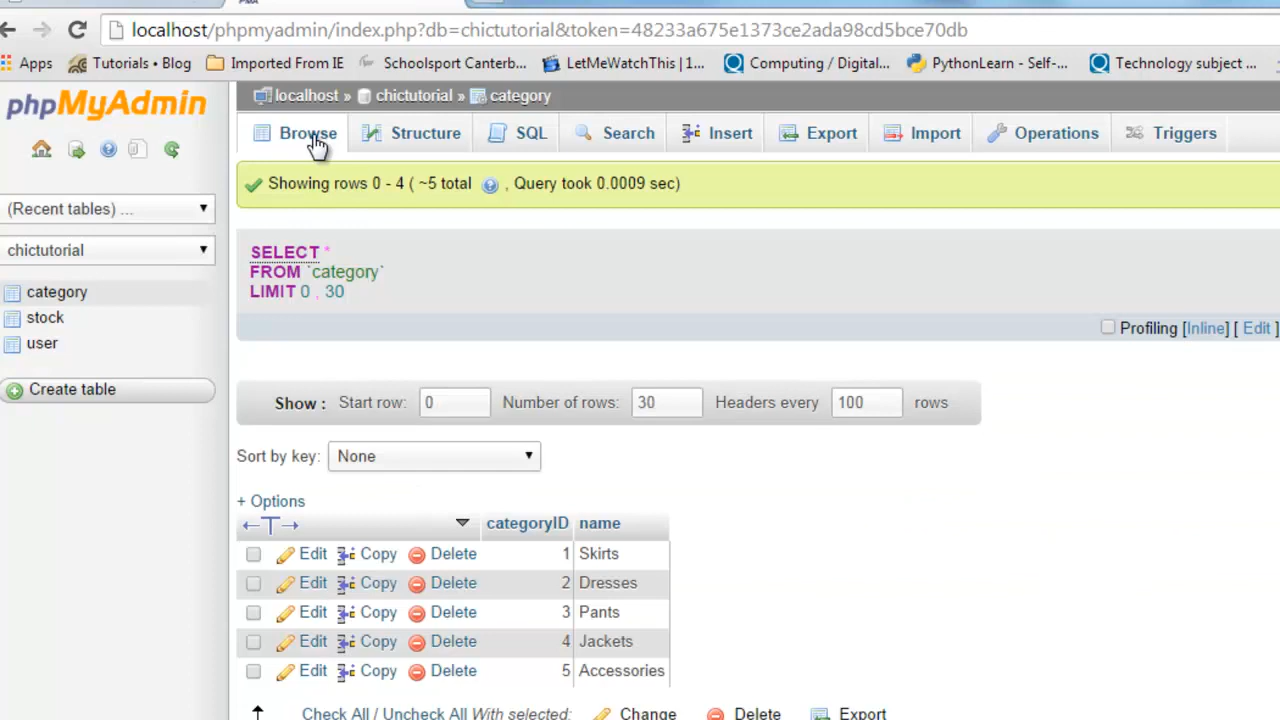 PMA
localhost/phpmyadmin/index.php?db=chictutorial&token=48233a675e1373ce2ada98cd5bce70db
Apps Tutorials • Blog Imported From IE Schoolsport Canterb... LetMeWatchThis | 1... Computing / Digital... PythonLearn - Self-... Technology subject ...
phpMyAdmin
(Recent tables) ...
chictutorial
category
stock
user
Create table
localhost » chictutorial » category
Browse Structure SQL Search Insert Export Import Operations Triggers
Showing rows 0 - 4 ( ~5 total , Query took 0.0009 sec)
SELECT *
FROM `category`
LIMIT 0 , 30
Profiling [Inline] [ Edit ]
Show : Start row: 0 Number of rows: 30 Headers every 100 rows
Sort by key: None
+ Options
←T→ categoryID name
Edit Copy Delete 1 Skirts
Edit Copy Delete 2 Dresses
Edit Copy Delete 3 Pants
Edit Copy Delete 4 Jackets
Edit Copy Delete 5 Accessories
Check All / Uncheck All With selected: Change Delete Export